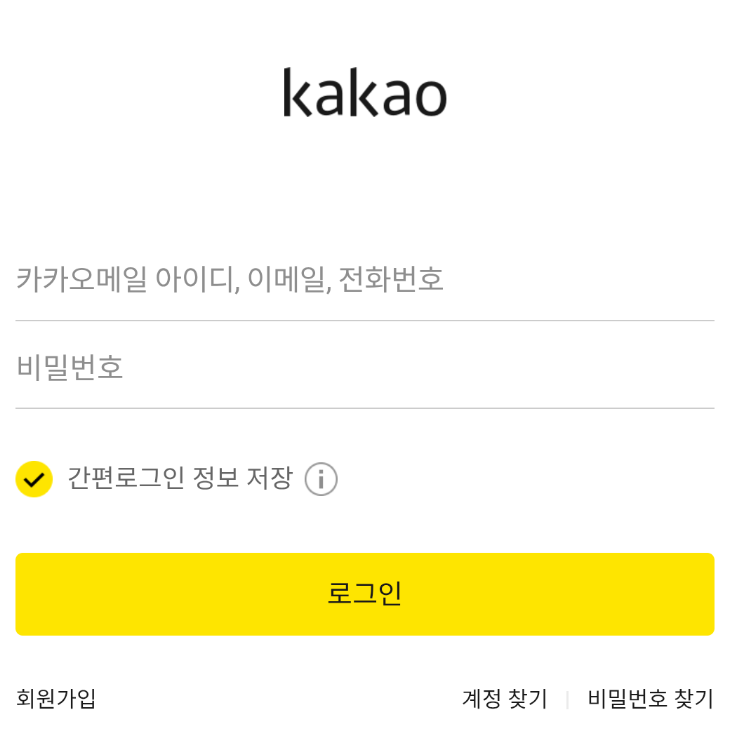 kakao
카카오메일 아이디, 이메일, 전화번호
비밀번호
간편로그인 정보 저장
로그인
회원가입 계정 찾기 비밀번호 찾기